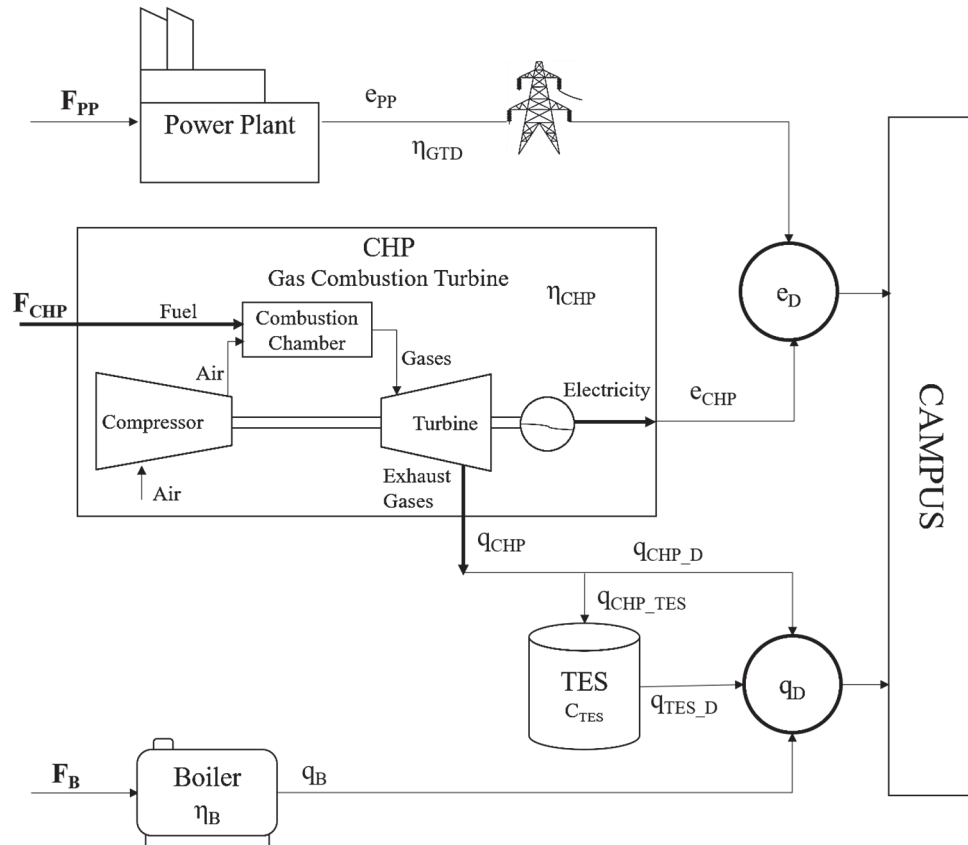 F_PP
Power Plant
e_PP
η_GTD
CHP
Gas Combustion Turbine
η_CHP
F_CHP
Fuel
Combustion
Chamber
Air
Gases
Compressor
Turbine
Electricity
Air
Exhaust
Gases
e_CHP
e_D
CAMPUS
q_CHP
q_CHP_D
q_CHP_TES
TES
C_TES
q_TES_D
q_D
F_B
Boiler
η_B
q_B